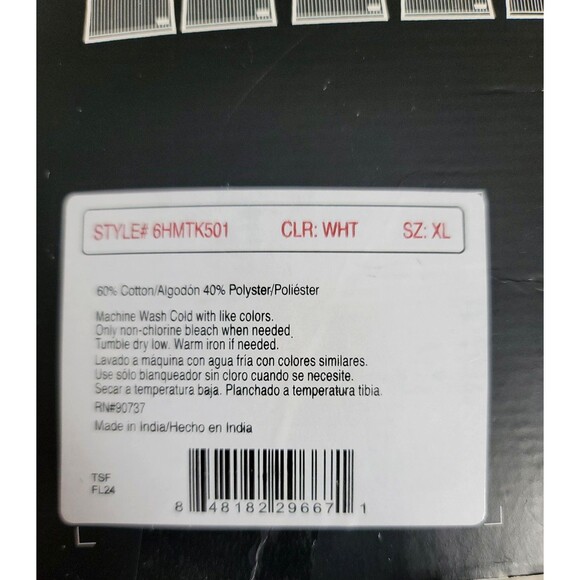 STYLE# 6HMTK501 CLR: WHT SZ: XL
60% Cotton/Algodón 40% Polyster/Poliéster
Machine Wash Cold with like colors.
Only non-chlorine bleach when needed.
Tumble dry low. Warm iron if needed.
Lavado a máquina con agua fría con colores similares.
Use sólo blanqueador sin cloro cuando se necesite.
Secar a temperatura baja. Planchado a temperatura tibia.
RN#90737
Made in India/Hecho en India
TSF
FL24
8 48182 29667 1